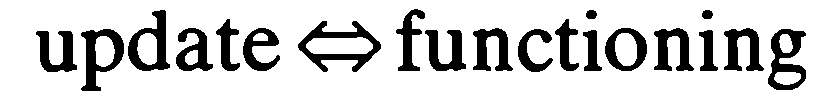 update ⇔ functioning